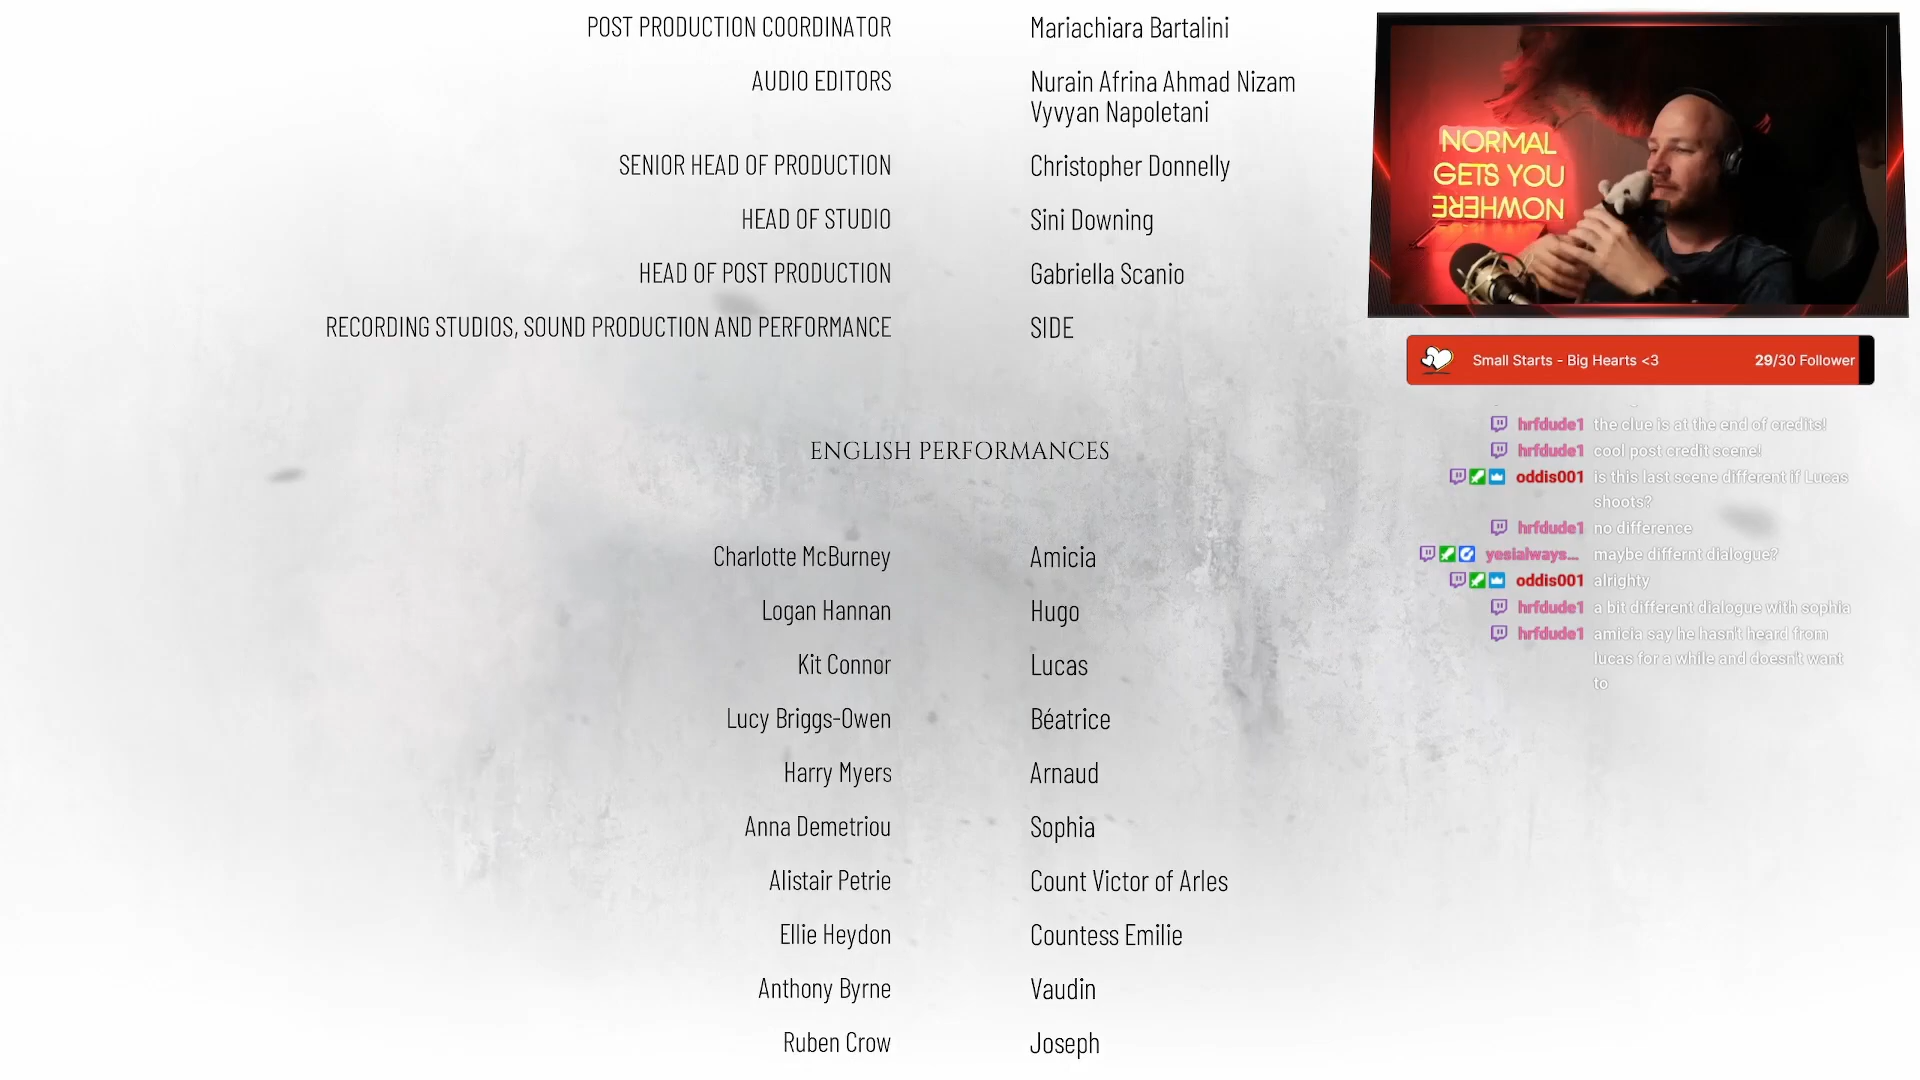 POST PRODUCTION COORDINATOR Mariachiara Bartalini
AUDIO EDITORS Nurain Afrina Ahmad Nizam
Vyvyan Napoletani
SENIOR HEAD OF PRODUCTION Christopher Donnelly
HEAD OF STUDIO Sini Downing
HEAD OF POST PRODUCTION Gabriella Scanio
RECORDING STUDIOS, SOUND PRODUCTION AND PERFORMANCE SIDE
ENGLISH PERFORMANCES
Charlotte McBurney Amicia
Logan Hannan Hugo
Kit Connor Lucas
Lucy Briggs-Owen Béatrice
Harry Myers Arnaud
Anna Demetriou Sophia
Alistair Petrie Count Victor of Arles
Ellie Heydon Countess Emilie
Anthony Byrne Vaudin
Ruben Crow Joseph
NORMAL
GETS YOU
NOWHERE
Small Starts - Big Hearts <3 29/30 Follower
hrfdude1 the clue is at the end of credits!
hrfdude1 cool post credit scene!
oddis001 is this last scene different if Lucas
shoots?
hrfdude1 no difference
yesialways... maybe differnt dialogue?
oddis001 alrighty
hrfdude1 a bit different dialogue with sophia
hrfdude1 amicia say he hasn't heard from
lucas for a while and doesn't want
to